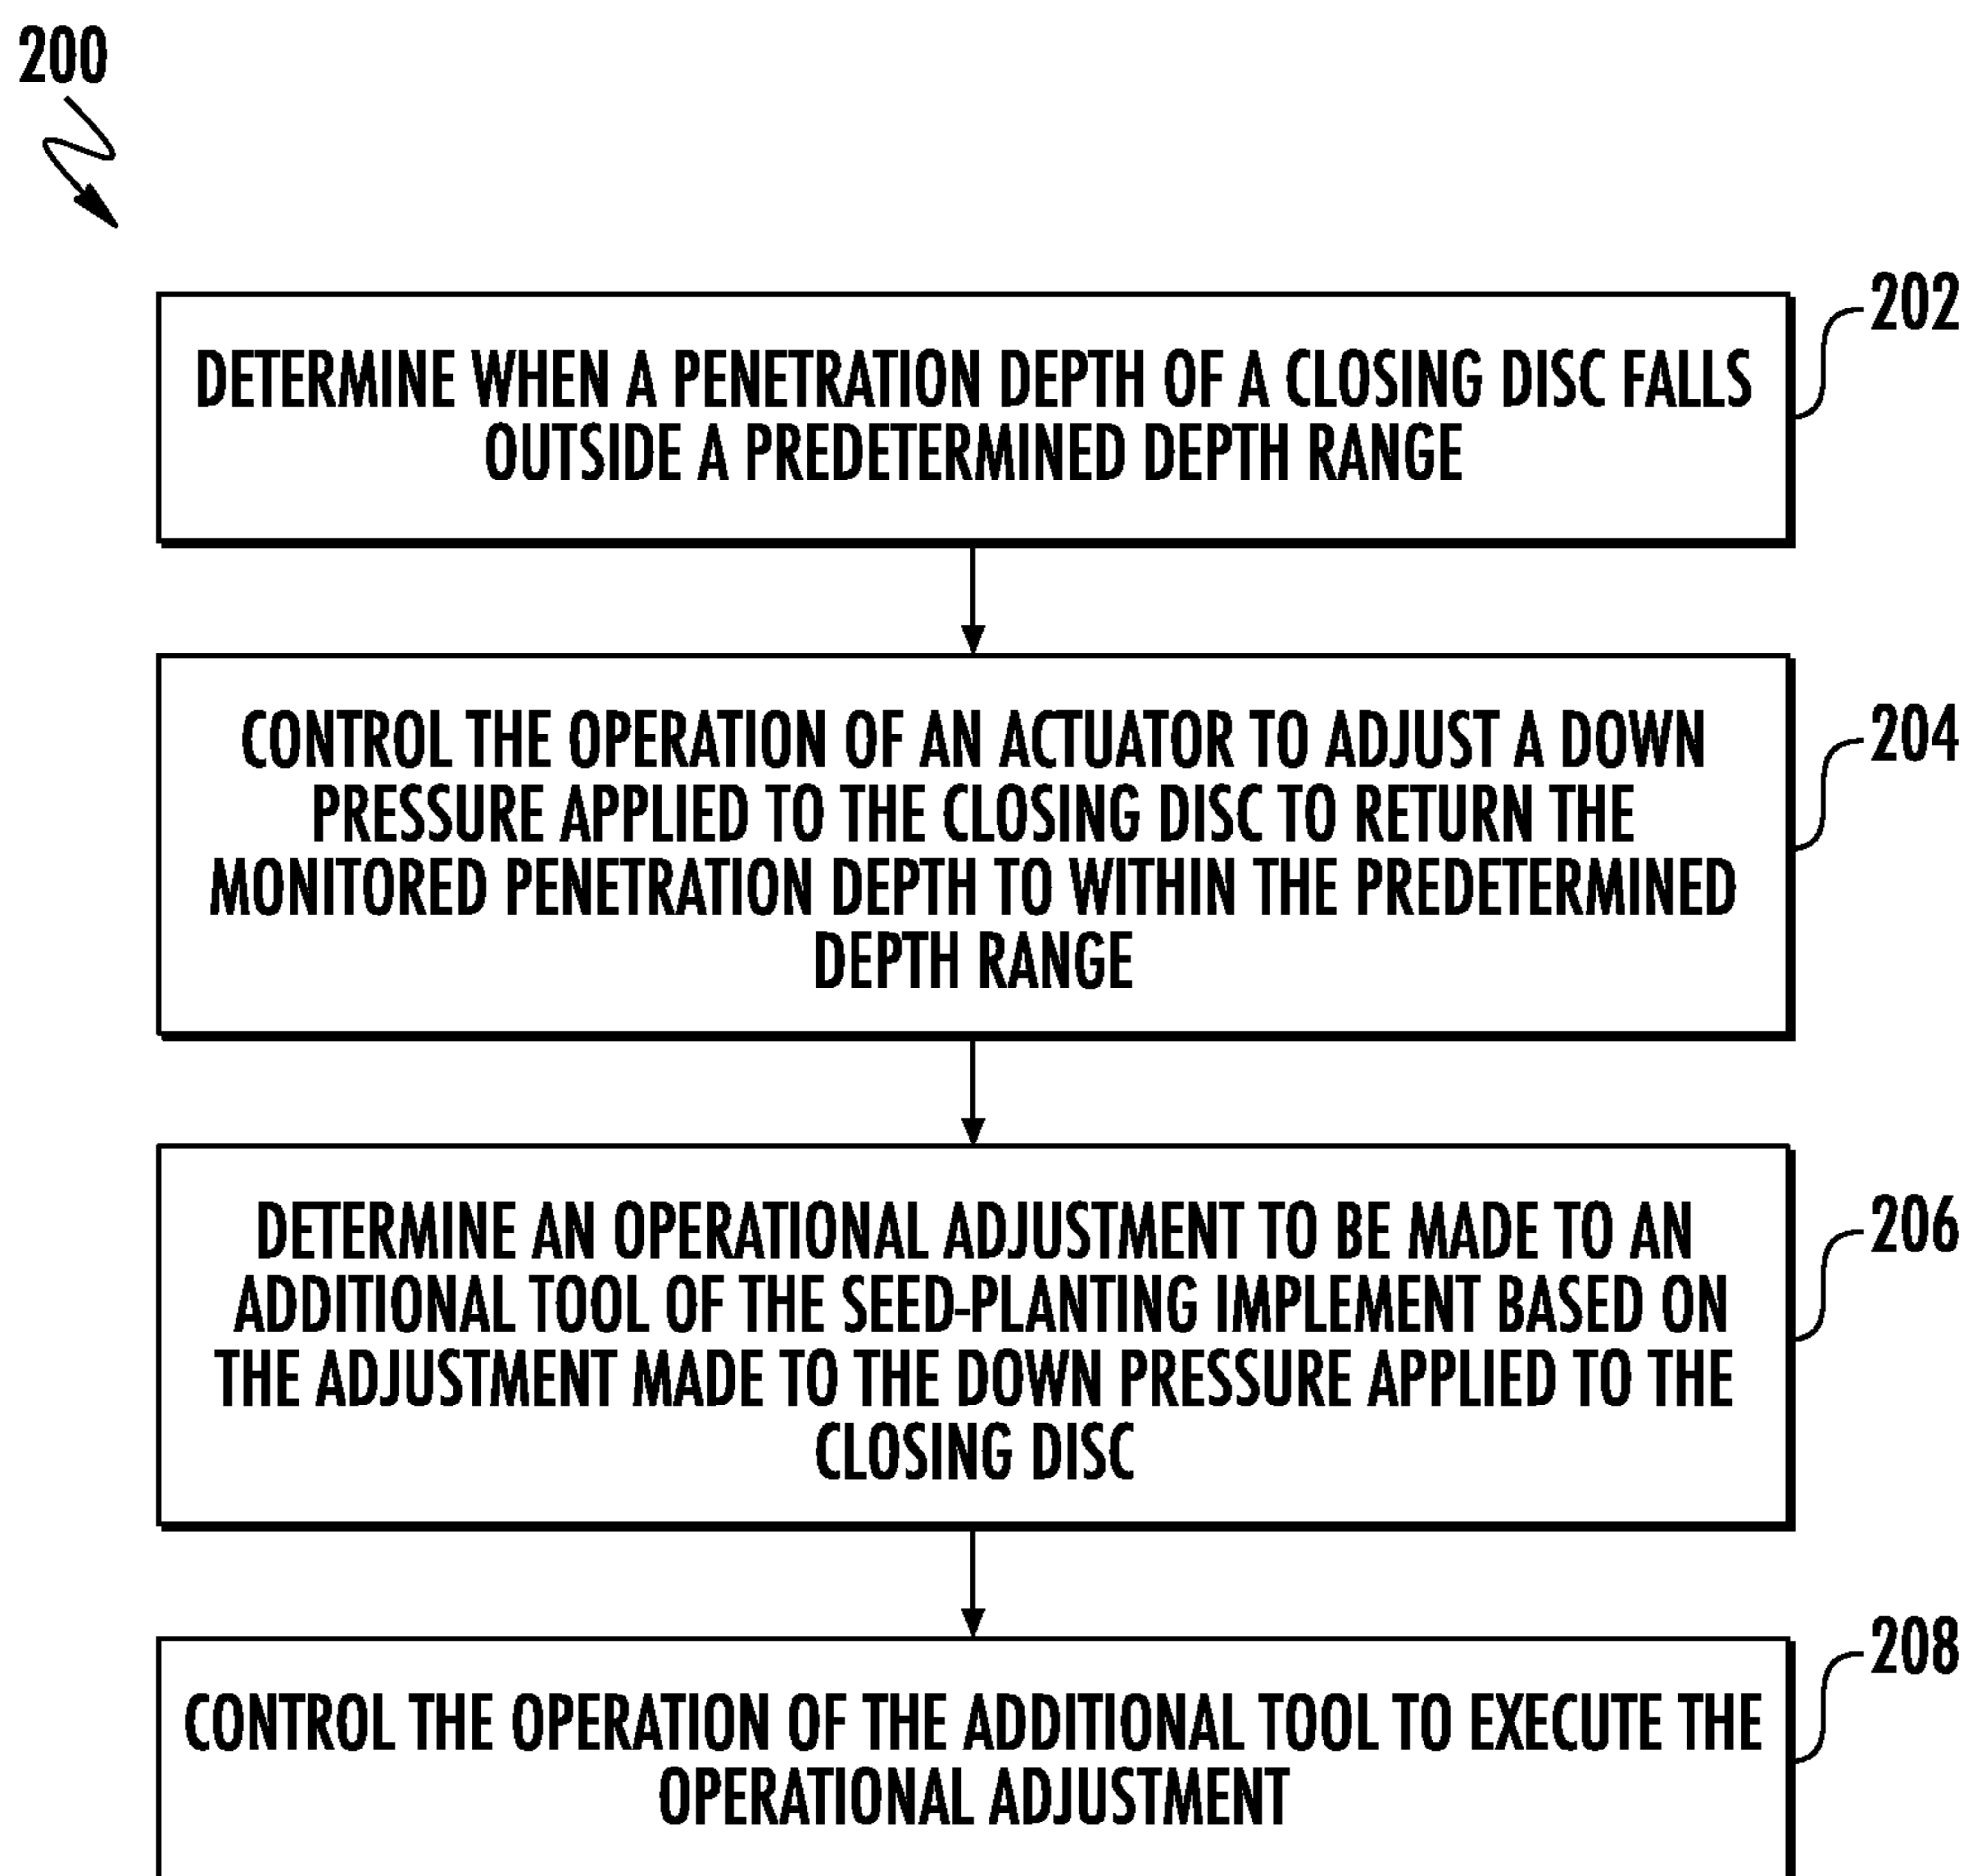 200
202
DETERMINE WHEN A PENETRATION DEPTH OF A CLOSING DISC FALLS
OUTSIDE A PREDETERMINED DEPTH RANGE
204
CONTROL THE OPERATION OF AN ACTUATOR TO ADJUST A DOWN
PRESSURE APPLIED TO THE CLOSING DISC TO RETURN THE
MONITORED PENETRATION DEPTH TO WITHIN THE PREDETERMINED
DEPTH RANGE
206
DETERMINE AN OPERATIONAL ADJUSTMENT TO BE MADE TO AN
ADDITIONAL TOOL OF THE SEED-PLANTING IMPLEMENT BASED ON
THE ADJUSTMENT MADE TO THE DOWN PRESSURE APPLIED TO THE
CLOSING DISC
208
CONTROL THE OPERATION OF THE ADDITIONAL TOOL TO EXECUTE THE
OPERATIONAL ADJUSTMENT